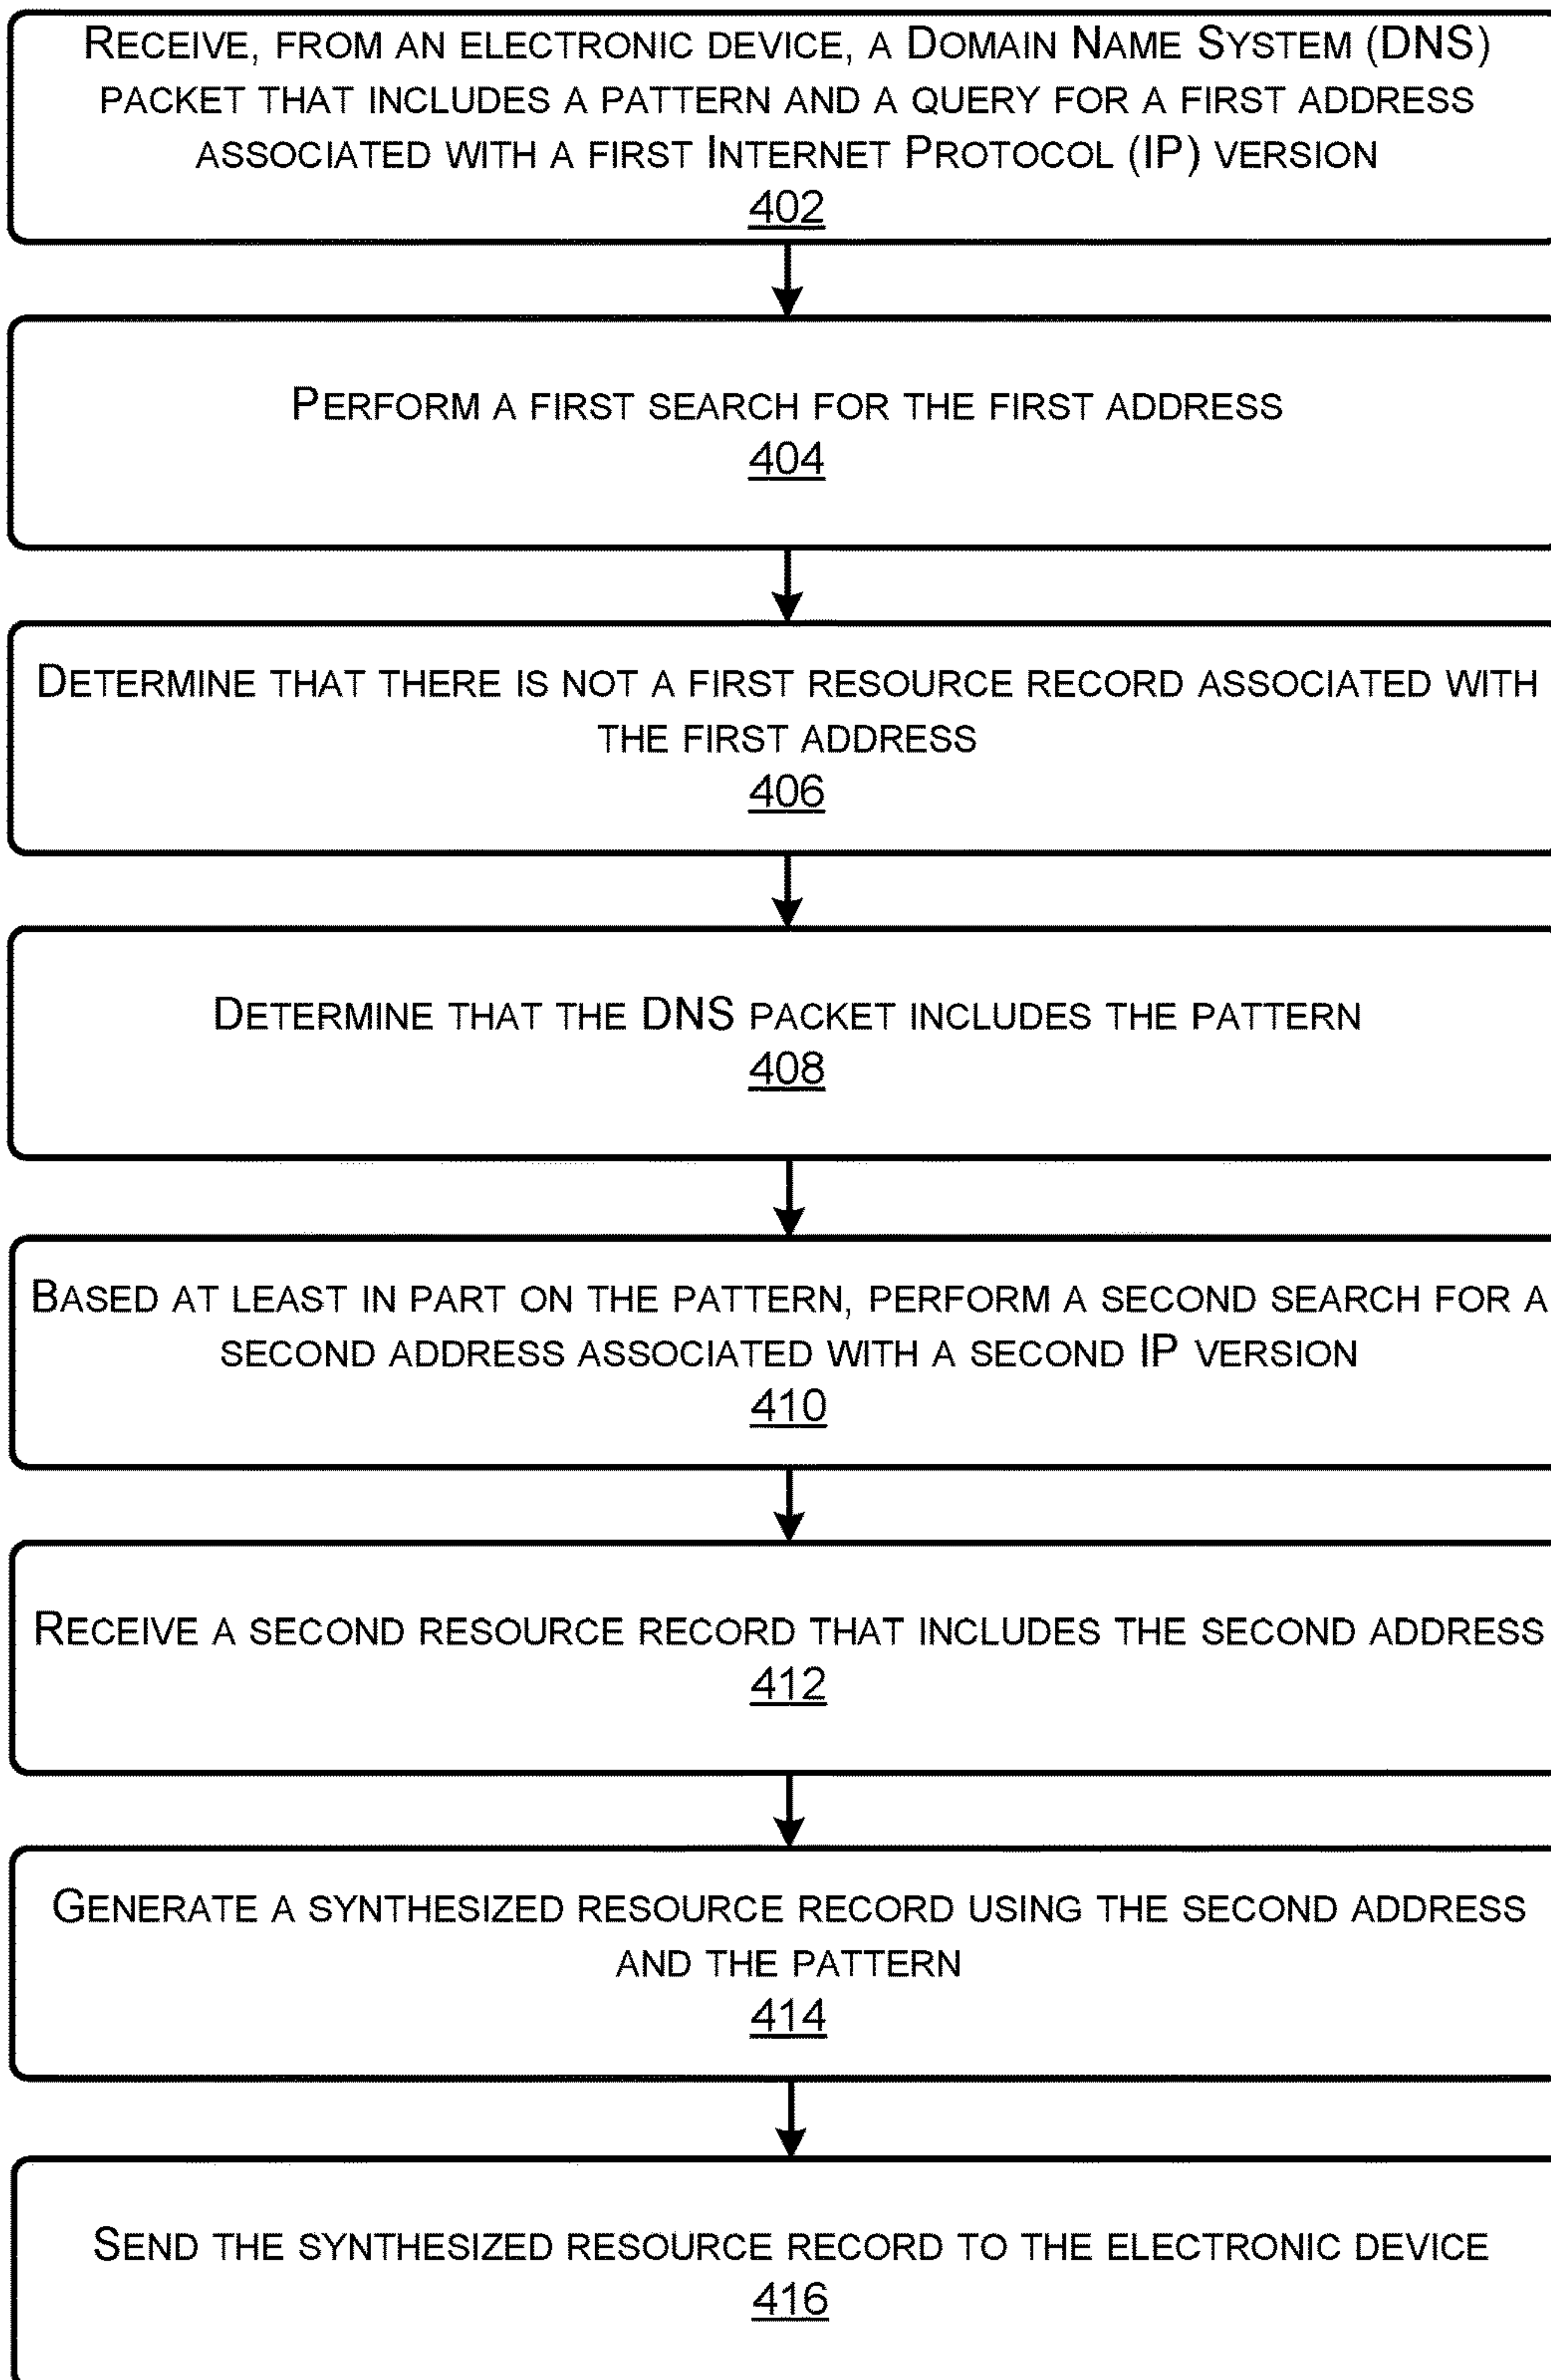 RECEIVE, FROM AN ELECTRONIC DEVICE, A DOMAIN NAME SYSTEM (DNS)
PACKET THAT INCLUDES A PATTERN AND A QUERY FOR A FIRST ADDRESS
ASSOCIATED WITH A FIRST INTERNET PROTOCOL (IP) VERSION
402
PERFORM A FIRST SEARCH FOR THE FIRST ADDRESS
404
DETERMINE THAT THERE IS NOT A FIRST RESOURCE RECORD ASSOCIATED WITH
THE FIRST ADDRESS
406
DETERMINE THAT THE DNS PACKET INCLUDES THE PATTERN
408
BASED AT LEAST IN PART ON THE PATTERN, PERFORM A SECOND SEARCH FOR A
SECOND ADDRESS ASSOCIATED WITH A SECOND IP VERSION
410
RECEIVE A SECOND RESOURCE RECORD THAT INCLUDES THE SECOND ADDRESS
412
GENERATE A SYNTHESIZED RESOURCE RECORD USING THE SECOND ADDRESS
AND THE PATTERN
414
SEND THE SYNTHESIZED RESOURCE RECORD TO THE ELECTRONIC DEVICE
416